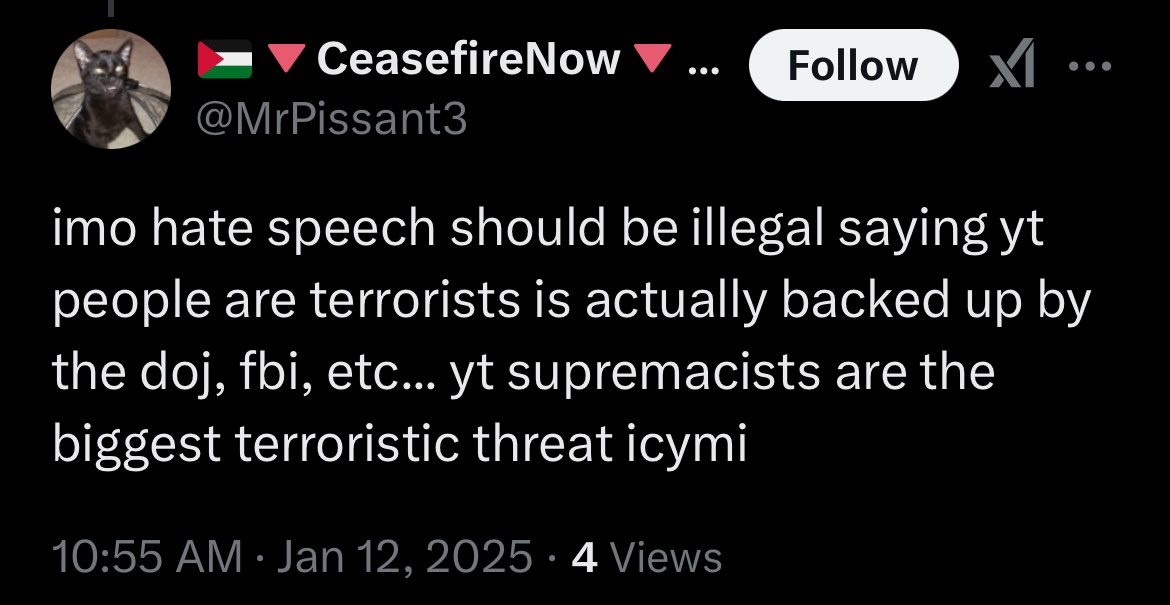 🇵🇸🔻CeasefireNow🔻...
Follow
@MrPissant3
imo hate speech should be illegal saying yt
people are terrorists is actually backed up by
the doj, fbi, etc... yt supremacists are the
biggest terroristic threat icymi
10:55 AM · Jan 12, 2025 · 4 Views